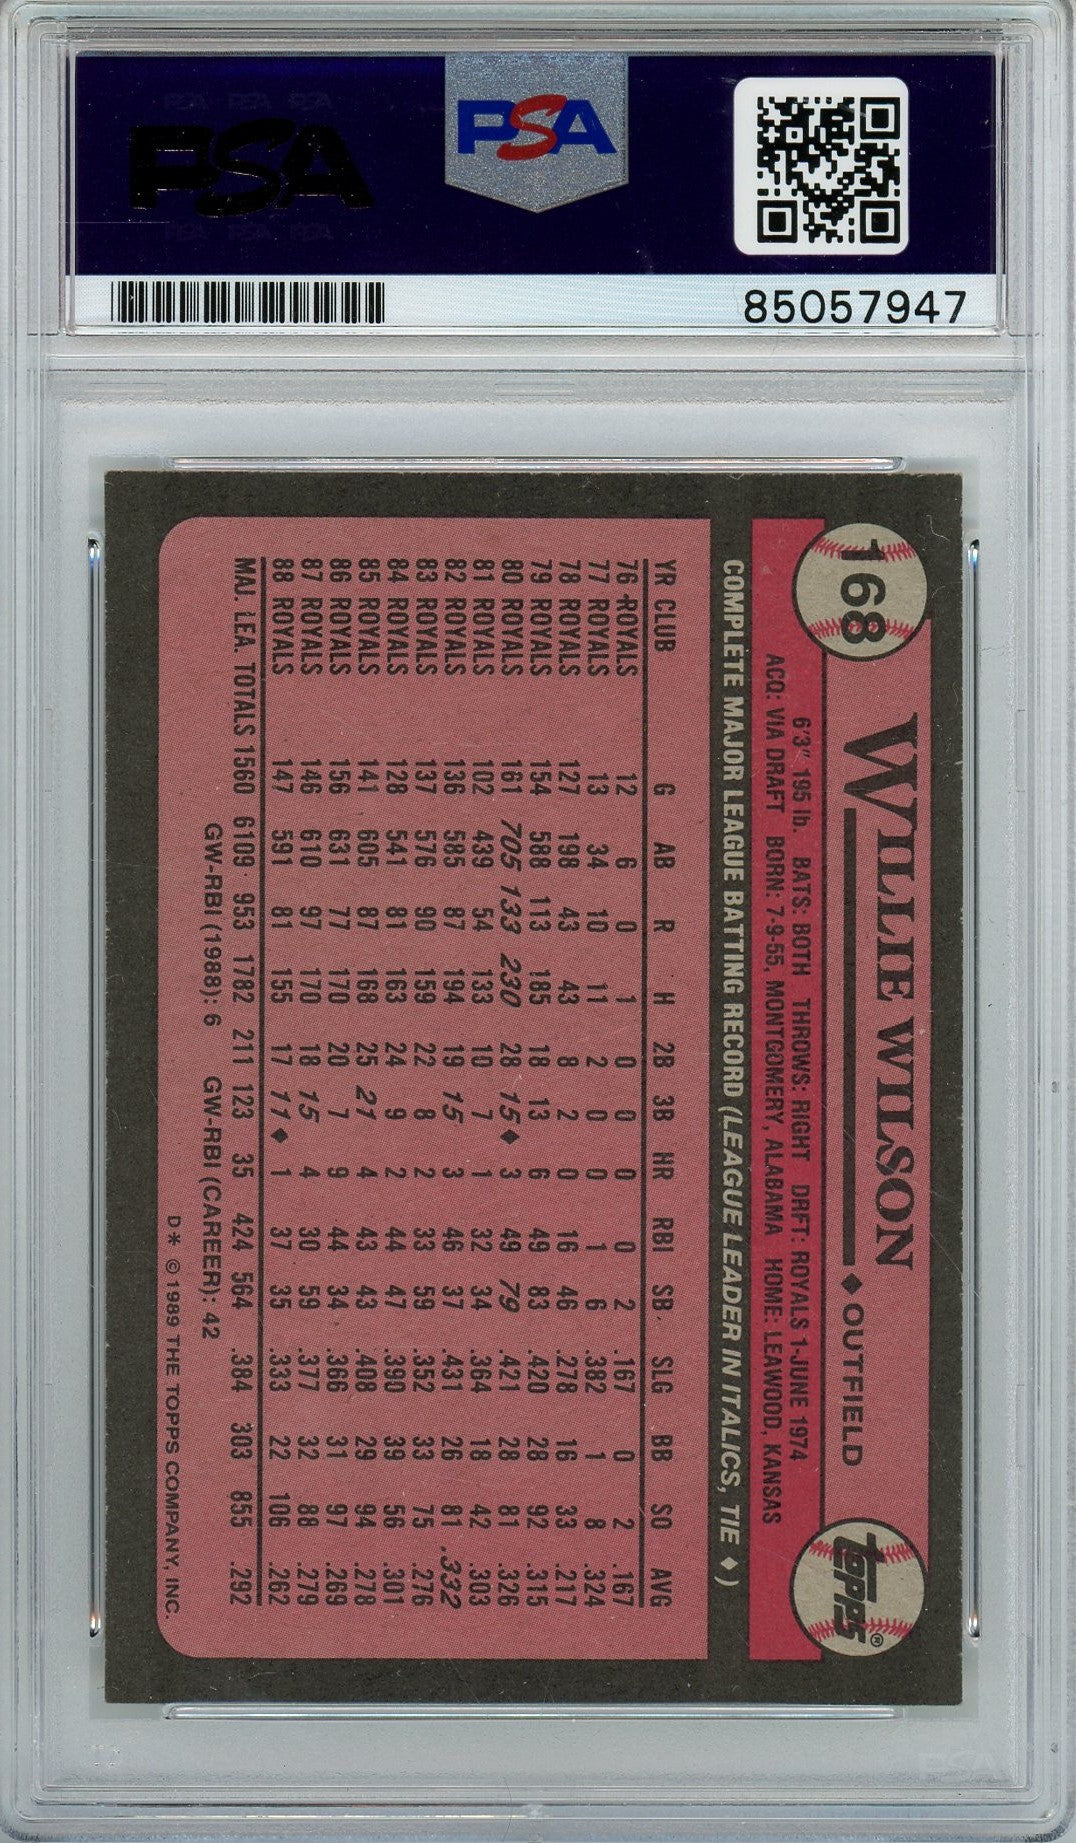 PSA PSA PSA
PSA
PSA PSA PSA
PSA
85057947
168
WILLIE WILSON
◆ OUTFIELD
Topps®
6'3" 195 lb. BATS: BOTH THROWS: RIGHT DRFT: ROYALS 1-JUNE 1974
ACQ: VIA DRAFT BORN: 7-9-55, MONTGOMERY, ALABAMA HOME: LEAWOOD, KANSAS
COMPLETE MAJOR LEAGUE BATTING RECORD (LEAGUE LEADER IN ITALICS, TIE ◆)
YR CLUB G AB R H 2B 3B HR RBI SB SLG BB SO AVG
76 ROYALS 12 6 0 1 0 0 0 0 2 .167 0 2 .167
77 ROYALS 13 34 10 11 2 0 0 1 6 .382 1 8 .324
78 ROYALS 127 198 43 43 8 2 0 16 46 .278 16 33 .217
79 ROYALS 154 588 113 185 18 13 6 49 83 .420 28 92 .315
80 ROYALS 161 705 133 230 28 15◆ 3 49 79 .421 28 81 .326
81 ROYALS 102 439 54 133 10 7 1 32 34 .364 18 42 .303
82 ROYALS 136 585 87 194 19 15 3 46 37 .431 26 81 .332
83 ROYALS 137 576 90 159 22 8 2 33 59 .352 33 75 .276
84 ROYALS 128 541 81 163 24 9 2 44 47 .390 39 56 .301
85 ROYALS 141 605 87 168 25 21 4 43 43 .408 29 94 .278
86 ROYALS 156 631 77 170 20 7 9 44 34 .366 31 97 .269
87 ROYALS 146 610 97 170 18 15 4 30 59 .377 32 88 .279
88 ROYALS 147 591 81 155 17 11◆ 1 37 35 .333 22 106 .262
MAJ. LEA. TOTALS 1560 6109 953 1782 211 123 35 424 564 .384 303 855 .292
GW-RBI (1988): 6 GW-RBI (CAREER): 42
D* ©1989 THE TOPPS COMPANY, INC.
PSA